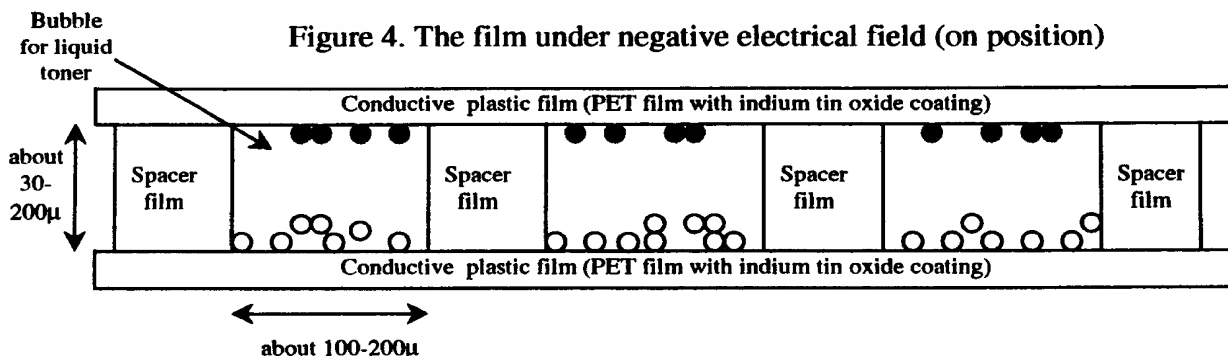 Bubble
for liquid
toner
Figure 4. The film under negative electrical field (on position)
Conductive plastic film (PET film with indium tin oxide coating)
about
30-
200µ
Spacer
film
Spacer
film
Spacer
film
Spacer
film
Conductive plastic film (PET film with indium tin oxide coating)
about 100-200µ